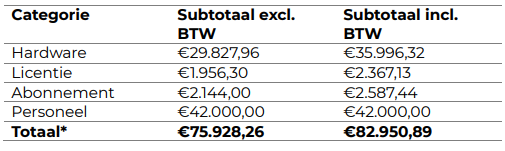 Categorie Subtotaal excl. BTW Subtotaal incl. BTW
Hardware €29.827,96 €35.996,32
Licentie €1.956,30 €2.367,13
Abonnement €2.144,00 €2.587,44
Personeel €42.000,00 €42.000,00
Totaal* €75.928,26 €82.950,89